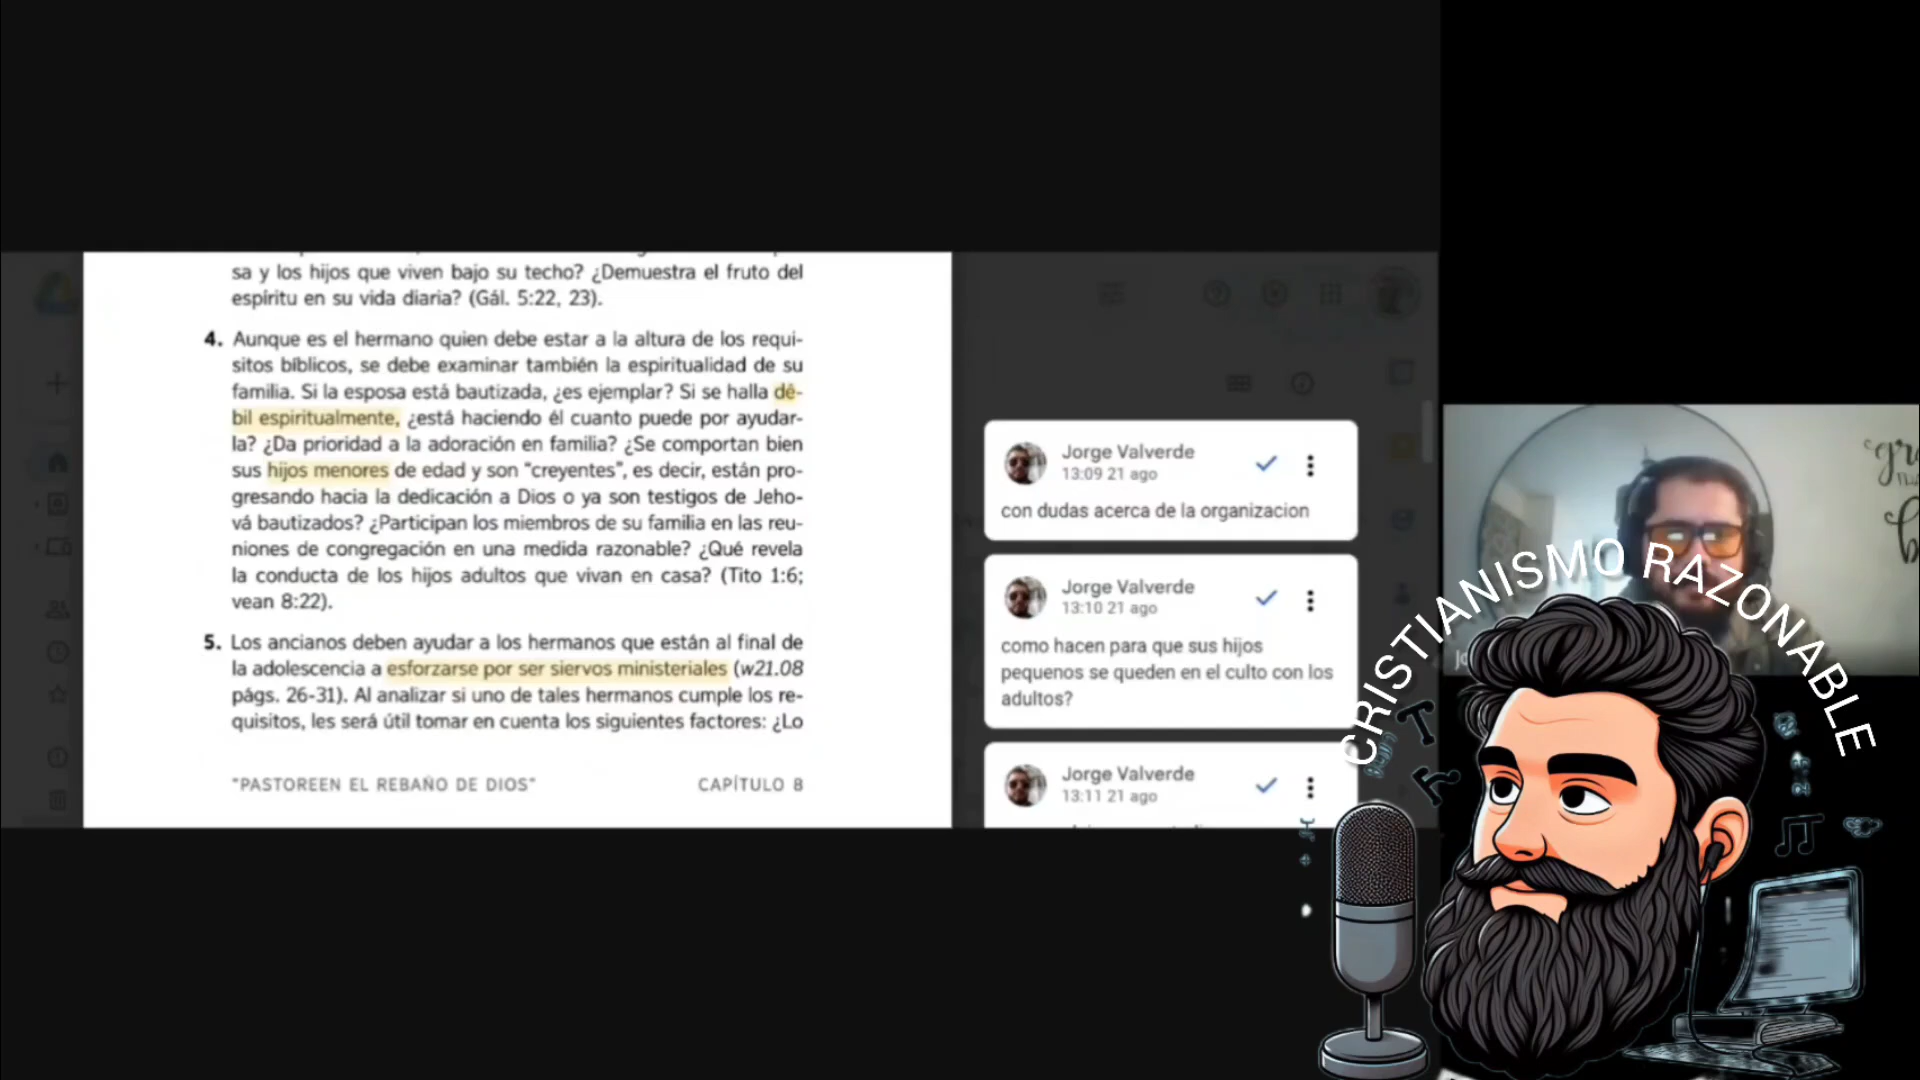 sa y los hijos que viven bajo su techo? ¿Demuestra el fruto del
espíritu en su vida diaria? (Gál. 5:22, 23).
4. Aunque es el hermano quien debe estar a la altura de los requi-
sitos bíblicos, se debe examinar también la espiritualidad de su
familia. Si la esposa está bautizada, ¿es ejemplar? Si se halla dé-
bil espiritualmente, ¿está haciendo él cuanto puede por ayudar-
la? ¿Da prioridad a la adoración en familia? ¿Se comportan bien
sus hijos menores de edad y son “creyentes”, es decir, están pro-
gresando hacia la dedicación a Dios o ya son testigos de Jeho-
vá bautizados? ¿Participan los miembros de su familia en las reu-
niones de congregación en una medida razonable? ¿Qué revela
la conducta de los hijos adultos que vivan en casa? (Tito 1:6;
vean 8:22).
5. Los ancianos deben ayudar a los hermanos que están al final de
la adolescencia a esforzarse por ser siervos ministeriales (w21.08
págs. 26-31). Al analizar si uno de tales hermanos cumple los re-
quisitos, les será útil tomar en cuenta los siguientes factores: ¿Lo
"PASTOREEN EL REBAÑO DE DIOS" CAPÍTULO 8
Jorge Valverde
13:09 21 ago
con dudas acerca de la organizacion
Jorge Valverde
13:10 21 ago
como hacen para que sus hijos
pequenos se queden en el culto con los
adultos?
Jorge Valverde
13:11 21 ago
CRISTIANISMO RAZONABLE